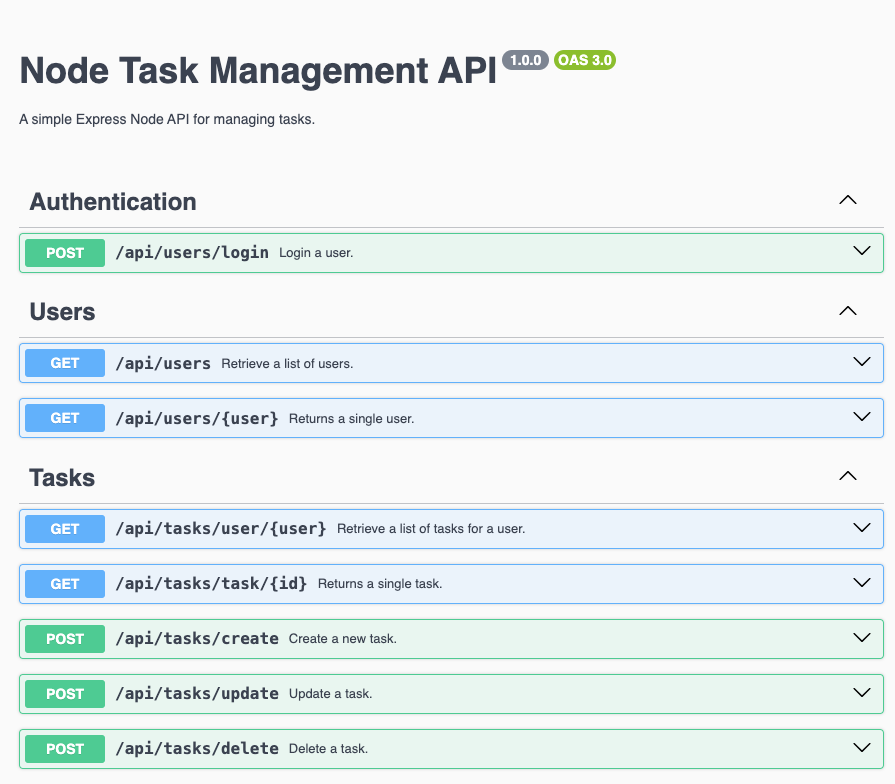 Node Task Management API 1.0.0 OAS 3.0
A simple Express Node API for managing tasks.
Authentication
POST /api/users/login Login a user.
Users
GET /api/users Retrieve a list of users.
GET /api/users/{user} Returns a single user.
Tasks
GET /api/tasks/user/{user} Retrieve a list of tasks for a user.
GET /api/tasks/task/{id} Returns a single task.
POST /api/tasks/create Create a new task.
POST /api/tasks/update Update a task.
POST /api/tasks/delete Delete a task.